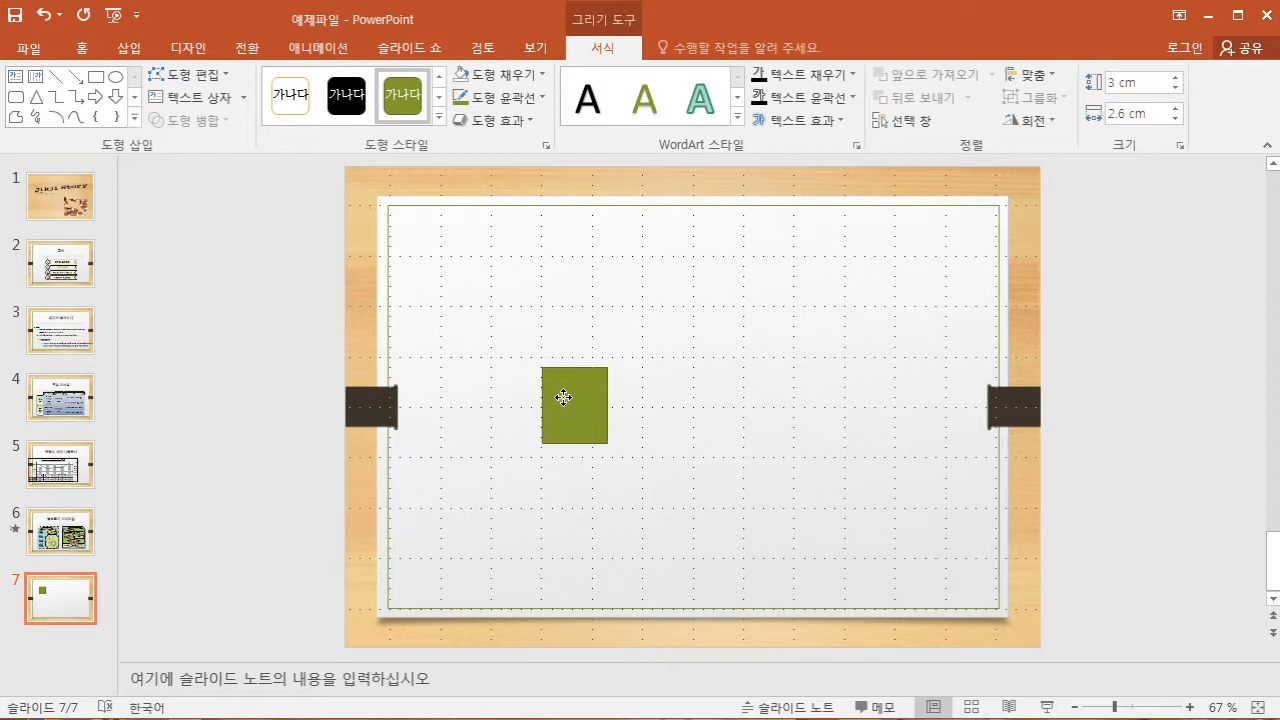 예제파일 - PowerPoint
그리기 도구
파일 홈 삽입 디자인 전환 애니메이션 슬라이드 쇼 검토 보기 서식 수행할 작업을 알려 주세요. 로그인 공유
도형 편집
텍스트 상자
도형 병합
도형 삽입
가나다 가나다 가나다
도형 채우기
도형 윤곽선
도형 효과
도형 스타일
A A A
텍스트 채우기
텍스트 윤곽선
텍스트 효과
WordArt 스타일
앞으로 가져오기
뒤로 보내기
선택 창
맞춤
그룹화
회전
정렬
3 cm
2.6 cm
크기
1
Jikji Story
2
3
4
5
6
7
여기에 슬라이드 노트의 내용을 입력하십시오
슬라이드 7/7 한국어 슬라이드 노트 메모 67 %